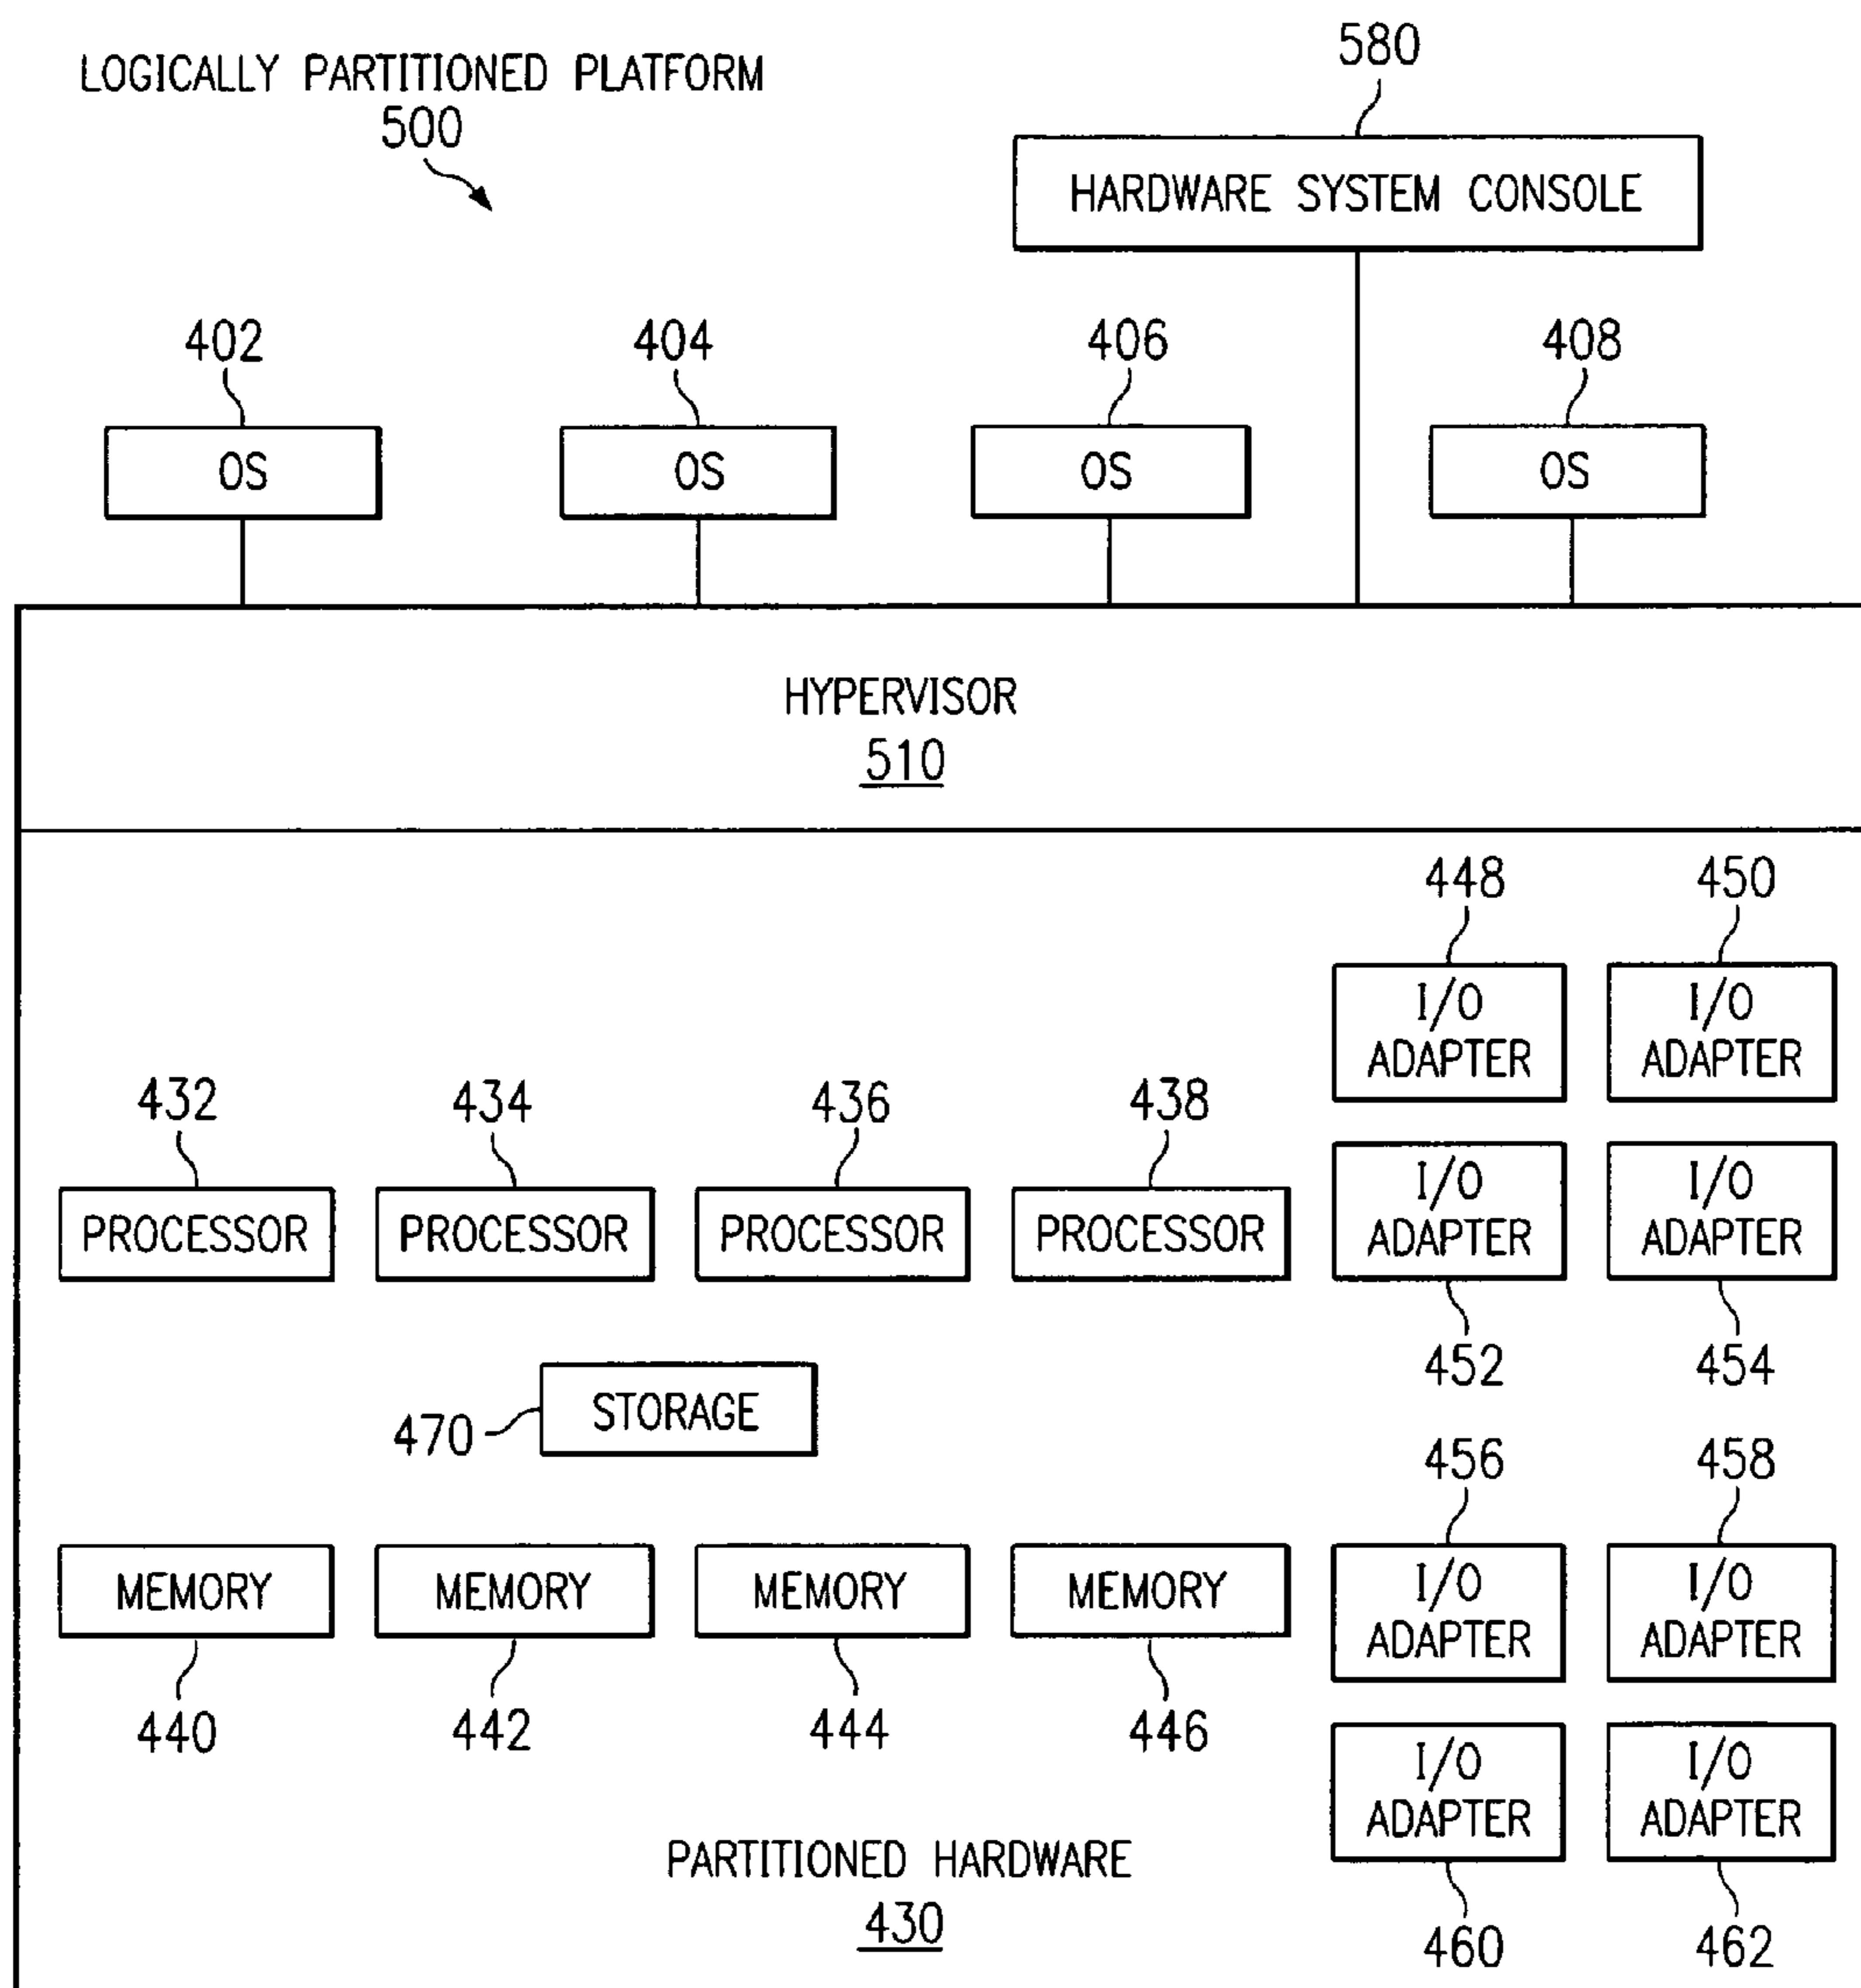 LOGICALLY PARTITIONED PLATFORM
500
580
HARDWARE SYSTEM CONSOLE
402
404
406
408
OS
OS
OS
OS
HYPERVISOR
510
448
450
I/O
ADAPTER
I/O
ADAPTER
432
434
436
438
PROCESSOR
PROCESSOR
PROCESSOR
PROCESSOR
I/O
ADAPTER
I/O
ADAPTER
452
454
470
STORAGE
456
458
MEMORY
MEMORY
MEMORY
MEMORY
I/O
ADAPTER
I/O
ADAPTER
440
442
444
446
I/O
ADAPTER
I/O
ADAPTER
460
462
PARTITIONED HARDWARE
430